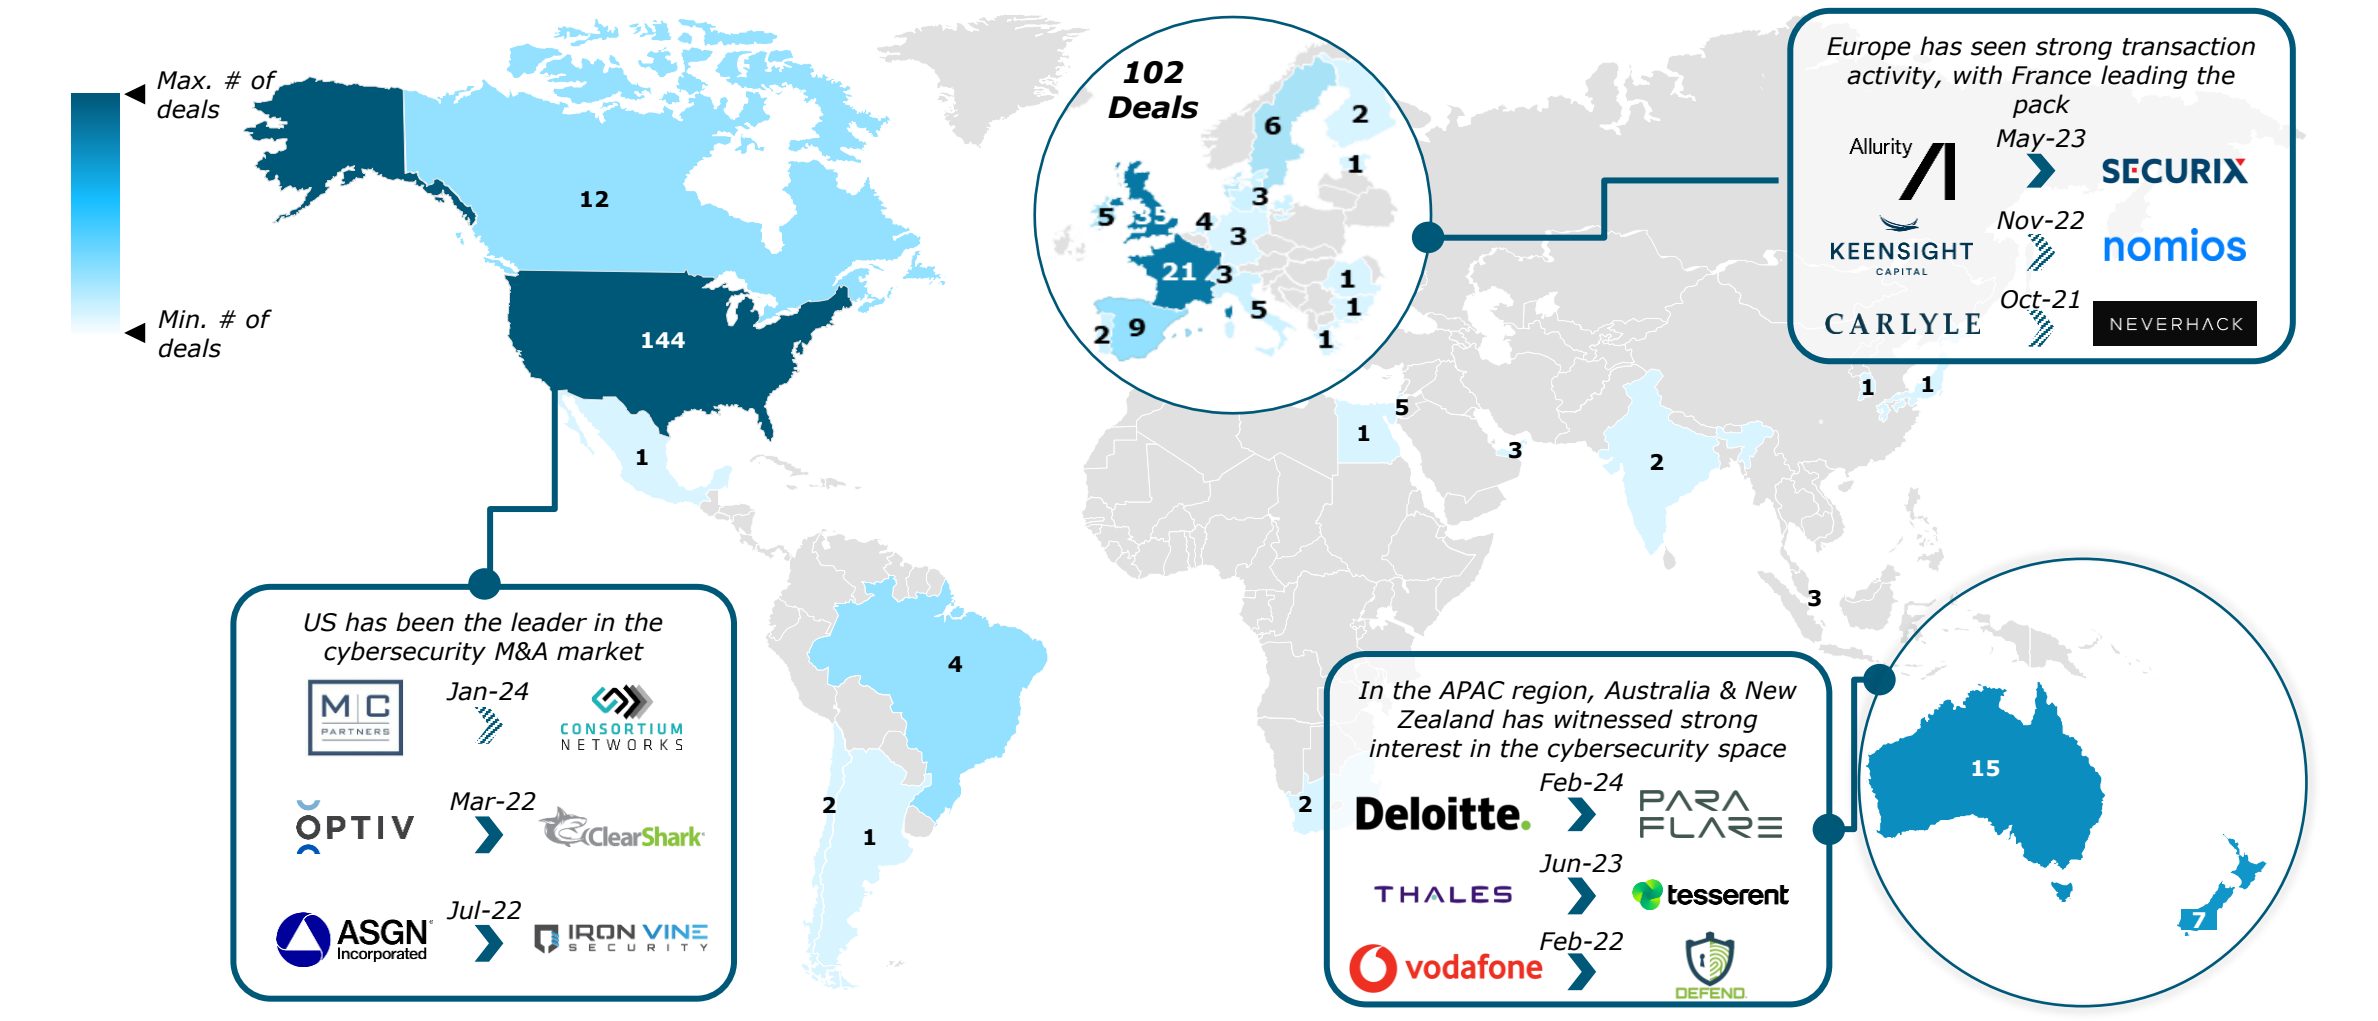 Max. # of
deals
Min. # of
deals
12
144
1
102
Deals
6
2
1
3
5
35
4
3
21
3
1
1
5
2
9
1
Europe has seen strong transaction
activity, with France leading the
pack
Allurity
May-23
SECURIX
KEENSIGHT
CAPITAL
Nov-22
nomios
CARLYLE
Oct-21
NEVERHACK
1
1
5
1
3
2
3
4
2
1
2
US has been the leader in the
cybersecurity M&A market
M|C
PARTNERS
Jan-24
CONSORTIUM
NETWORKS
OPTIV
Mar-22
ClearShark
ASGN
Incorporated
Jul-22
IRON VINE
SECURITY
In the APAC region, Australia & New
Zealand has witnessed strong
interest in the cybersecurity space
Deloitte.
Feb-24
PARA
FLARE
THALES
Jun-23
tesserent
vodafone
Feb-22
DEFEND
15
7